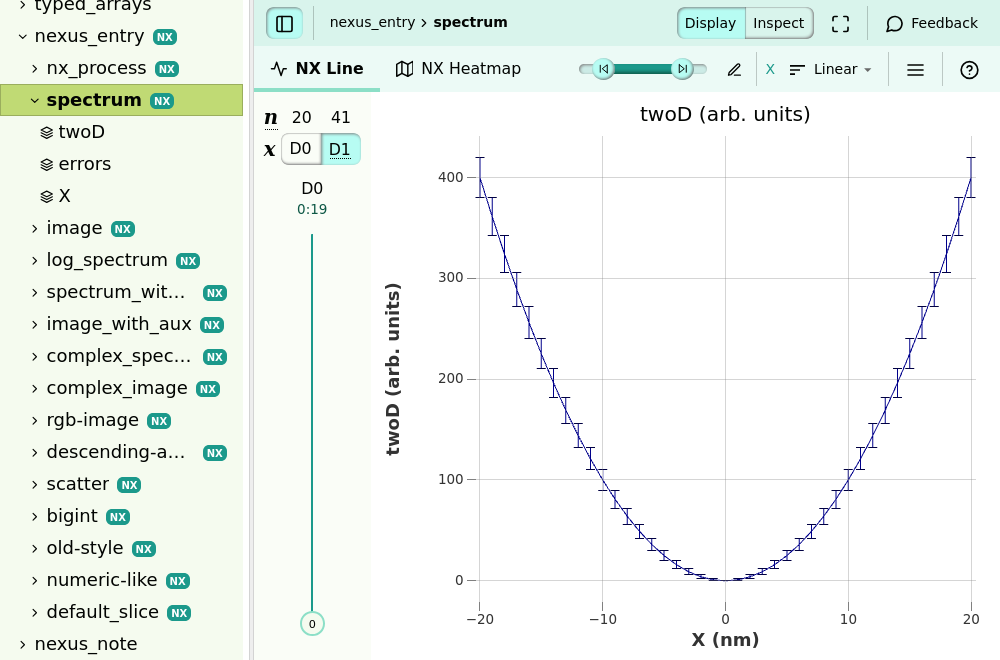 typed_arrays
nexus_entry NX
nx_process NX
spectrum NX
twoD
errors
X
image NX
log_spectrum NX
spectrum_wit... NX
image_with_aux NX
complex_spec... NX
complex_image NX
rgb-image NX
descending-a... NX
scatter NX
bigint NX
old-style NX
numeric-like NX
default_slice NX
nexus_note
nexus_entry › spectrum
Display Inspect
Feedback
NX Line
NX Heatmap
X
Linear
n 20 41
x D0 D1
D0
0:19
0
twoD (arb. units)
400
300
200
100
0
twoD (arb. units)
−20 −10 0 10 20
X (nm)